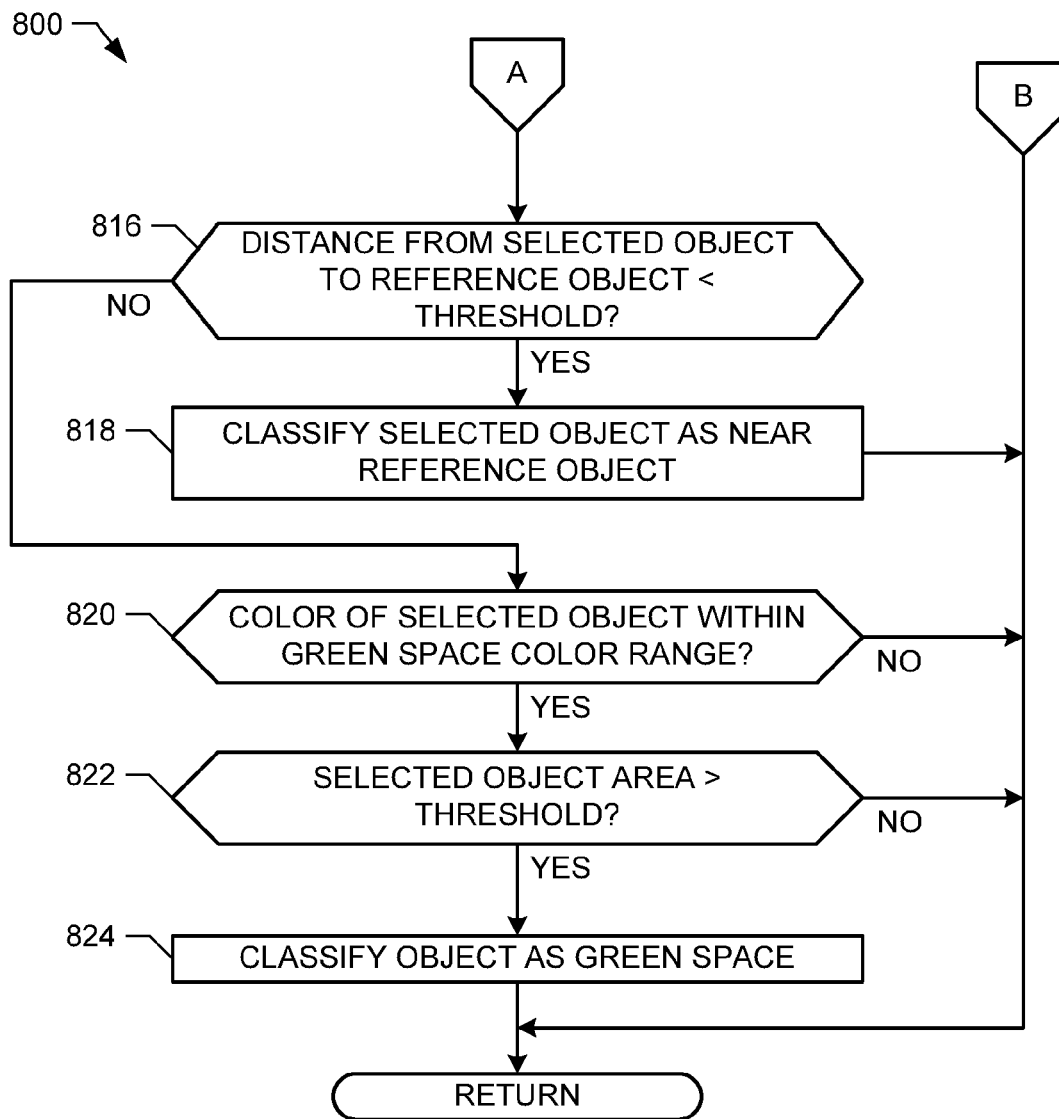 800
A
B
816
DISTANCE FROM SELECTED OBJECT
TO REFERENCE OBJECT <
THRESHOLD?
NO
YES
818
CLASSIFY SELECTED OBJECT AS NEAR
REFERENCE OBJECT
820
COLOR OF SELECTED OBJECT WITHIN
GREEN SPACE COLOR RANGE?
NO
YES
822
SELECTED OBJECT AREA >
THRESHOLD?
NO
YES
824
CLASSIFY OBJECT AS GREEN SPACE
RETURN